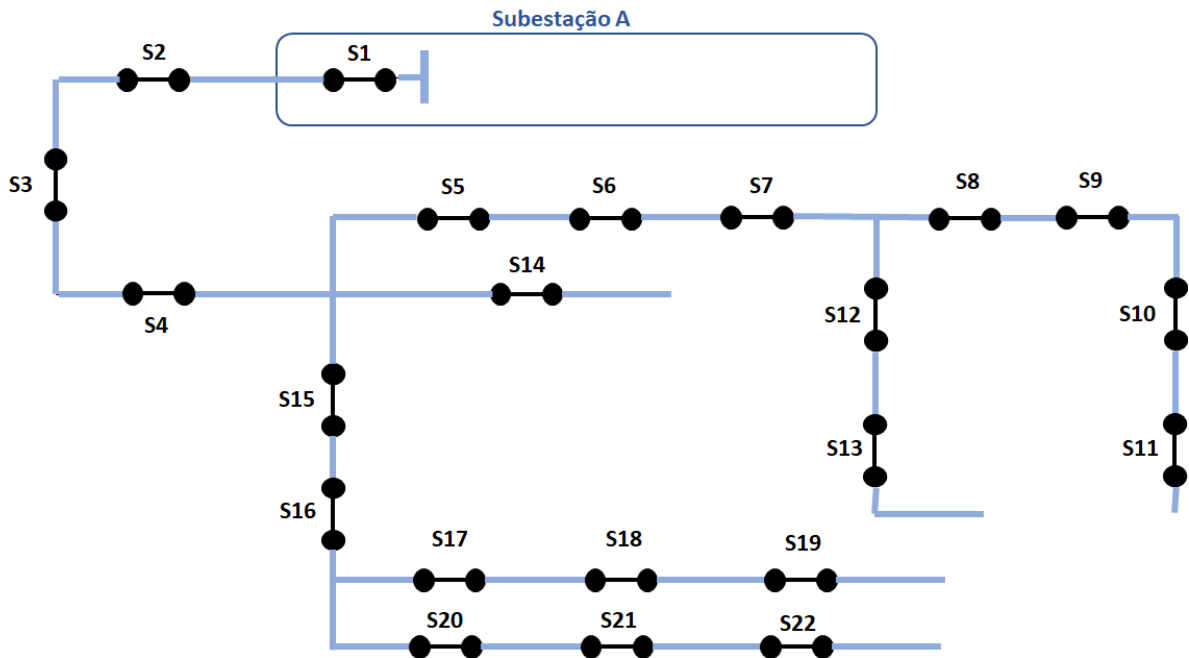 Subestação A
S2
S1
S3
S5
S6
S7
S8
S9
S14
S4
S12
S10
S15
S13
S11
S16
S17
S18
S19
S20
S21
S22